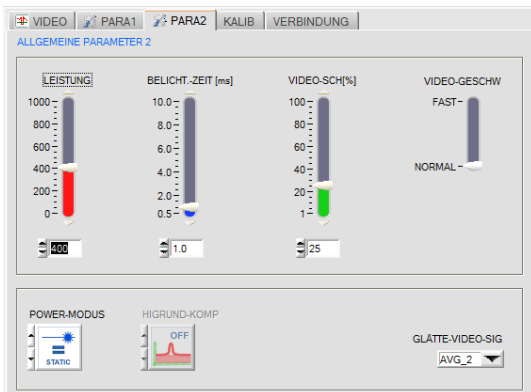 VIDEO PARA1 PARA2 KALIB VERBINDUNG
ALLGEMEINE PARAMETER 2
LEISTUNG BELICHT.-ZEIT [ms] VIDEO-SCH[%] VIDEO-GESCHW
1000 10.0 100 FAST
800 8.0 80
600 6.0 60
400 4.0 40 NORMAL
200 2.0 20
0 0.5 1
400 1.0 25
POWER-MODUS HIGRUND-KOMP
OFF
STATIC
GLÄTTE-VIDEO-SIG
AVG_2